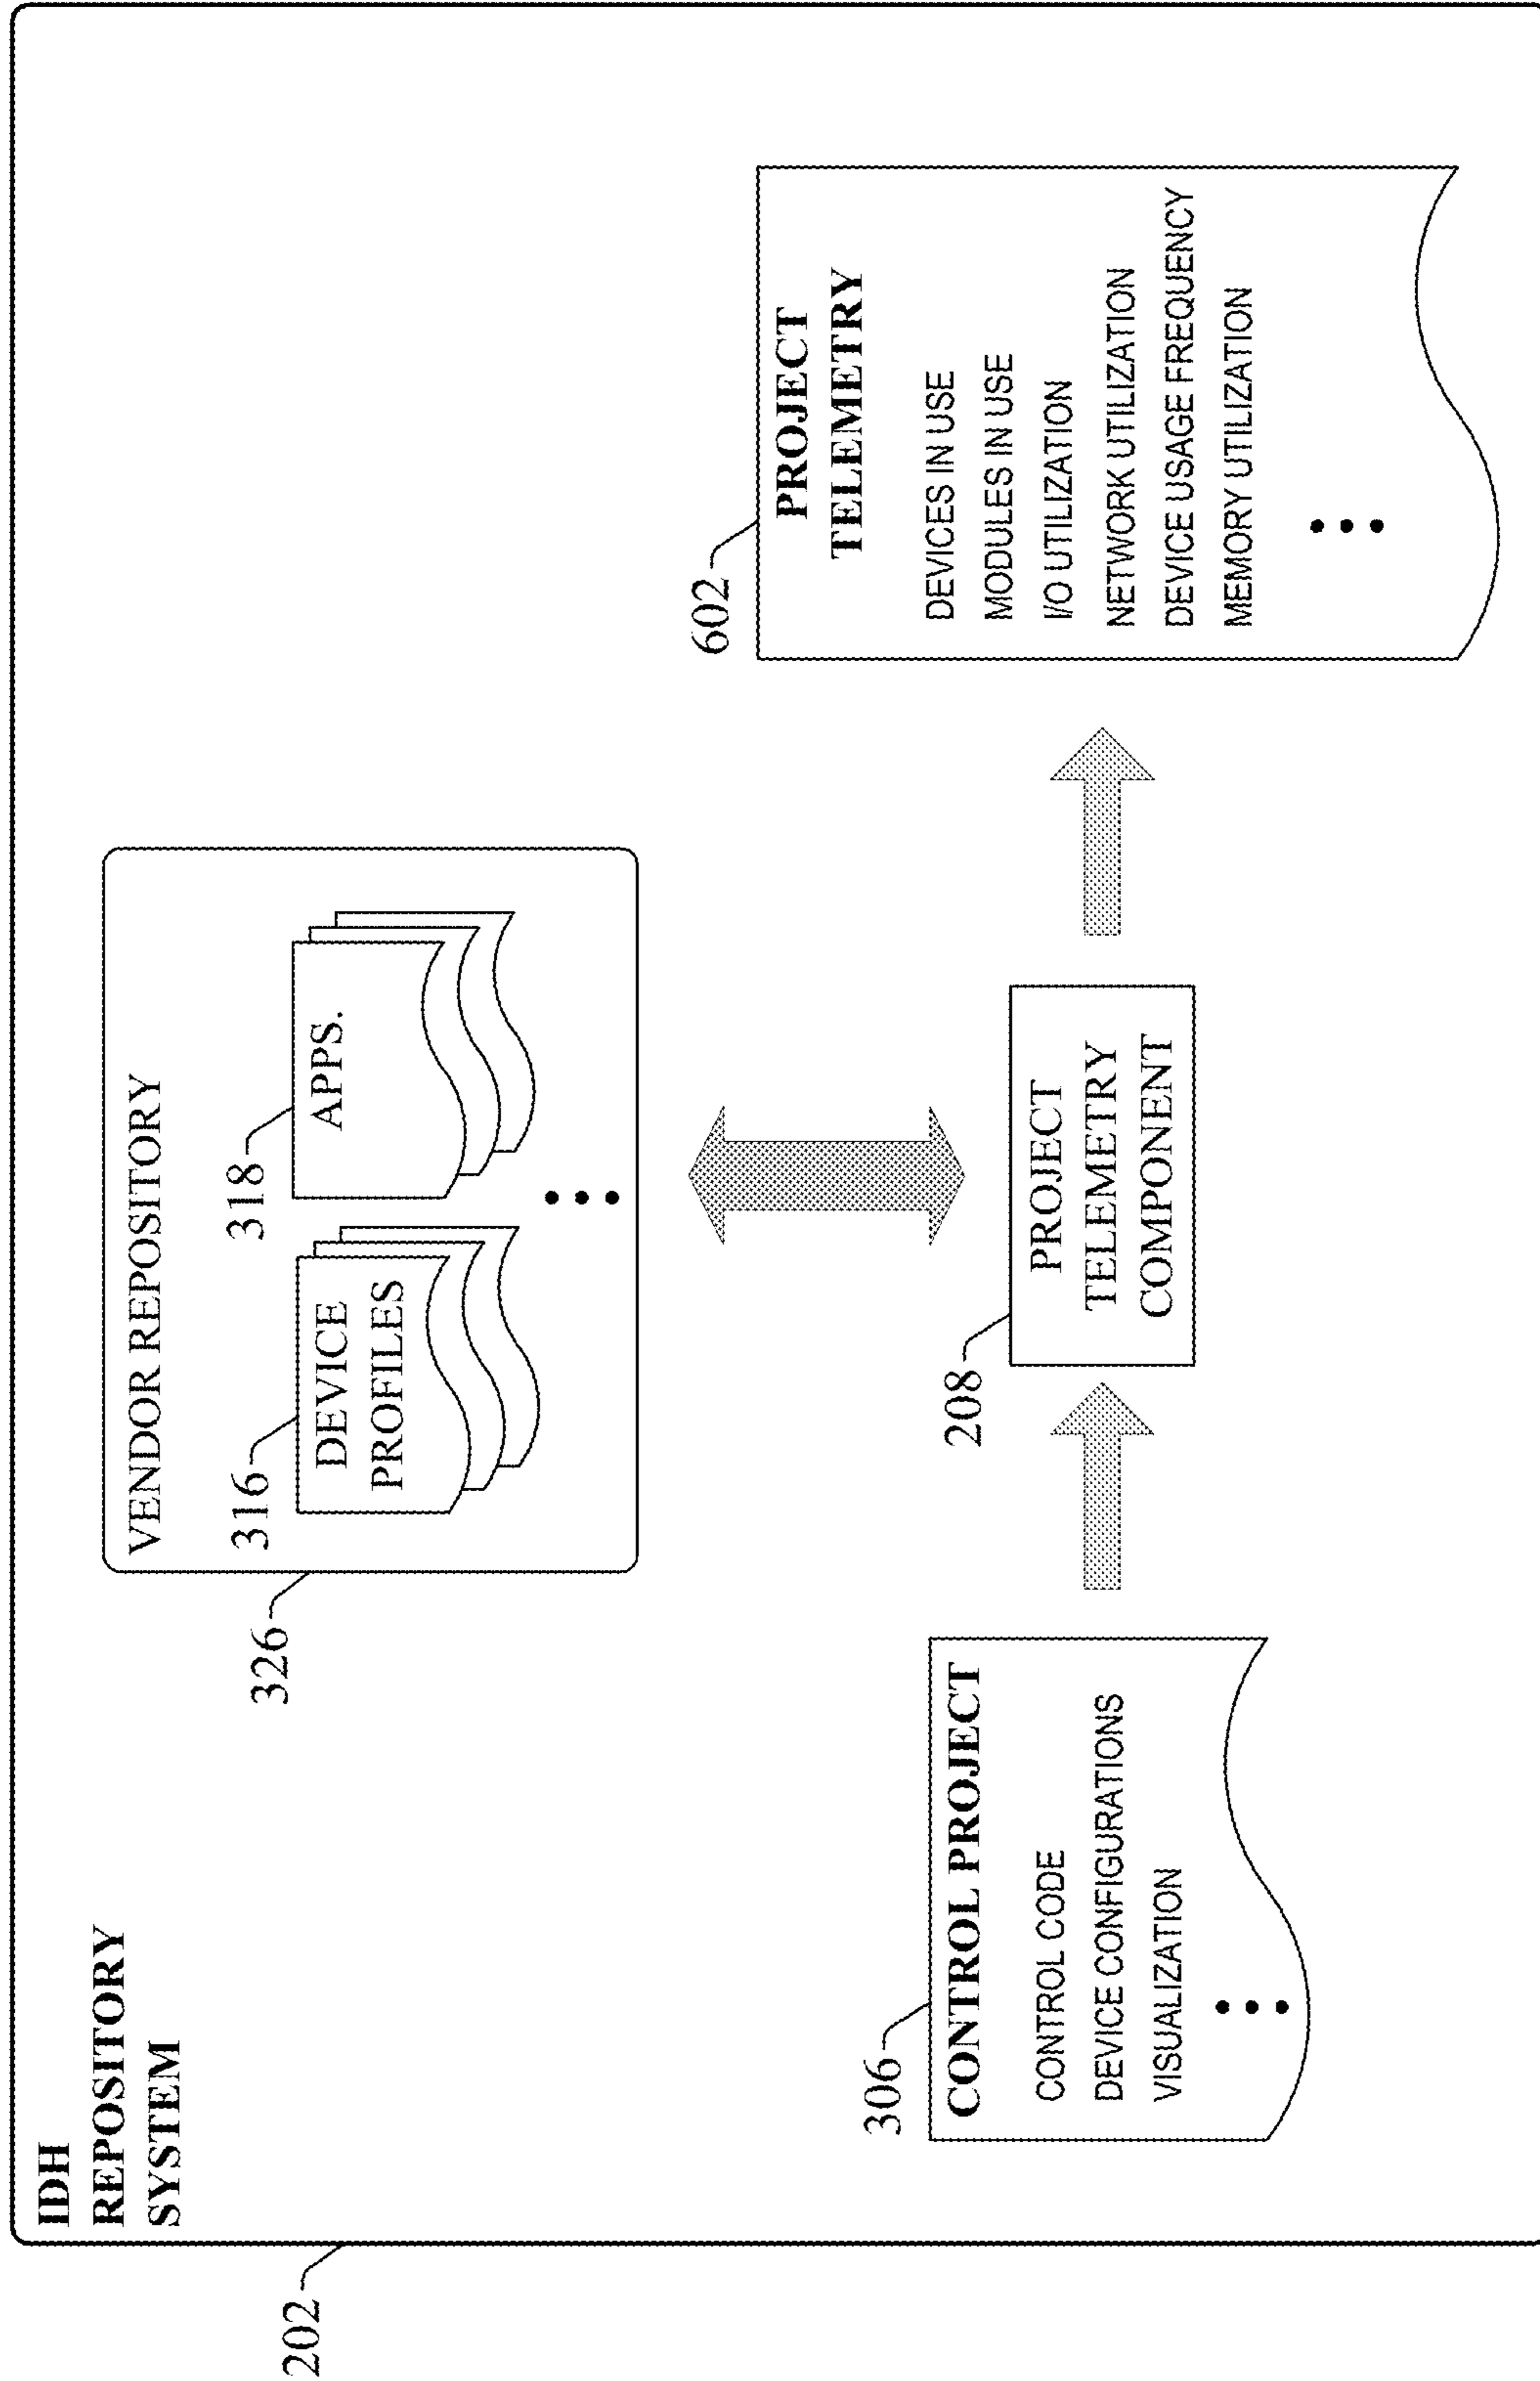 IDH
REPOSITORY
SYSTEM
202
VENDOR REPOSITORY
326
316
DEVICE
PROFILES
318
APPS.
306
CONTROL PROJECT
CONTROL CODE
DEVICE CONFIGURATIONS
VISUALIZATION
208
PROJECT
TELEMETRY
COMPONENT
602
PROJECT
TELEMETRY
DEVICES IN USE
MODULES IN USE
I/O UTILIZATION
NETWORK UTILIZATION
DEVICE USAGE FREQUENCY
MEMORY UTILIZATION